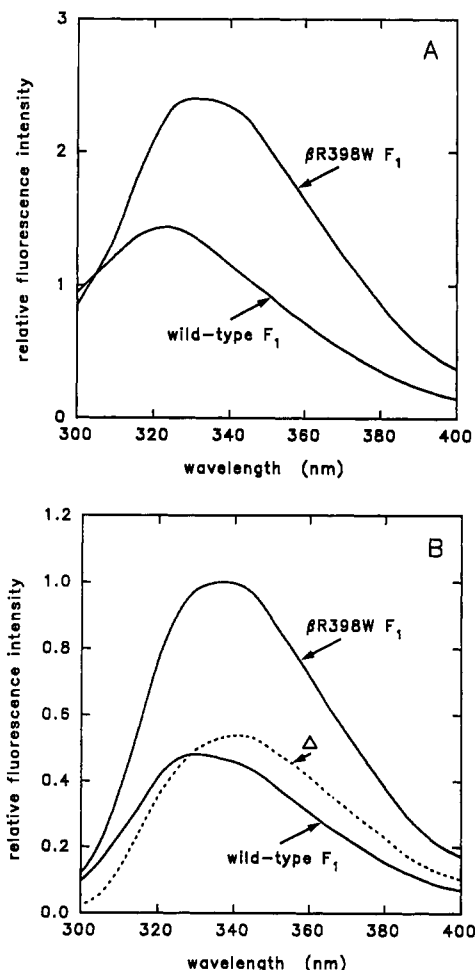 A
3
2
1
0
relative fluorescence intensity
βR398W F₁
wild-type F₁
300 320 340 360 380 400
wavelength (nm)
B
1.2
1.0
0.8
0.6
0.4
0.2
0.0
relative fluorescence intensity
βR398W F₁
Δ
wild-type F₁
300 320 340 360 380 400
wavelength (nm)